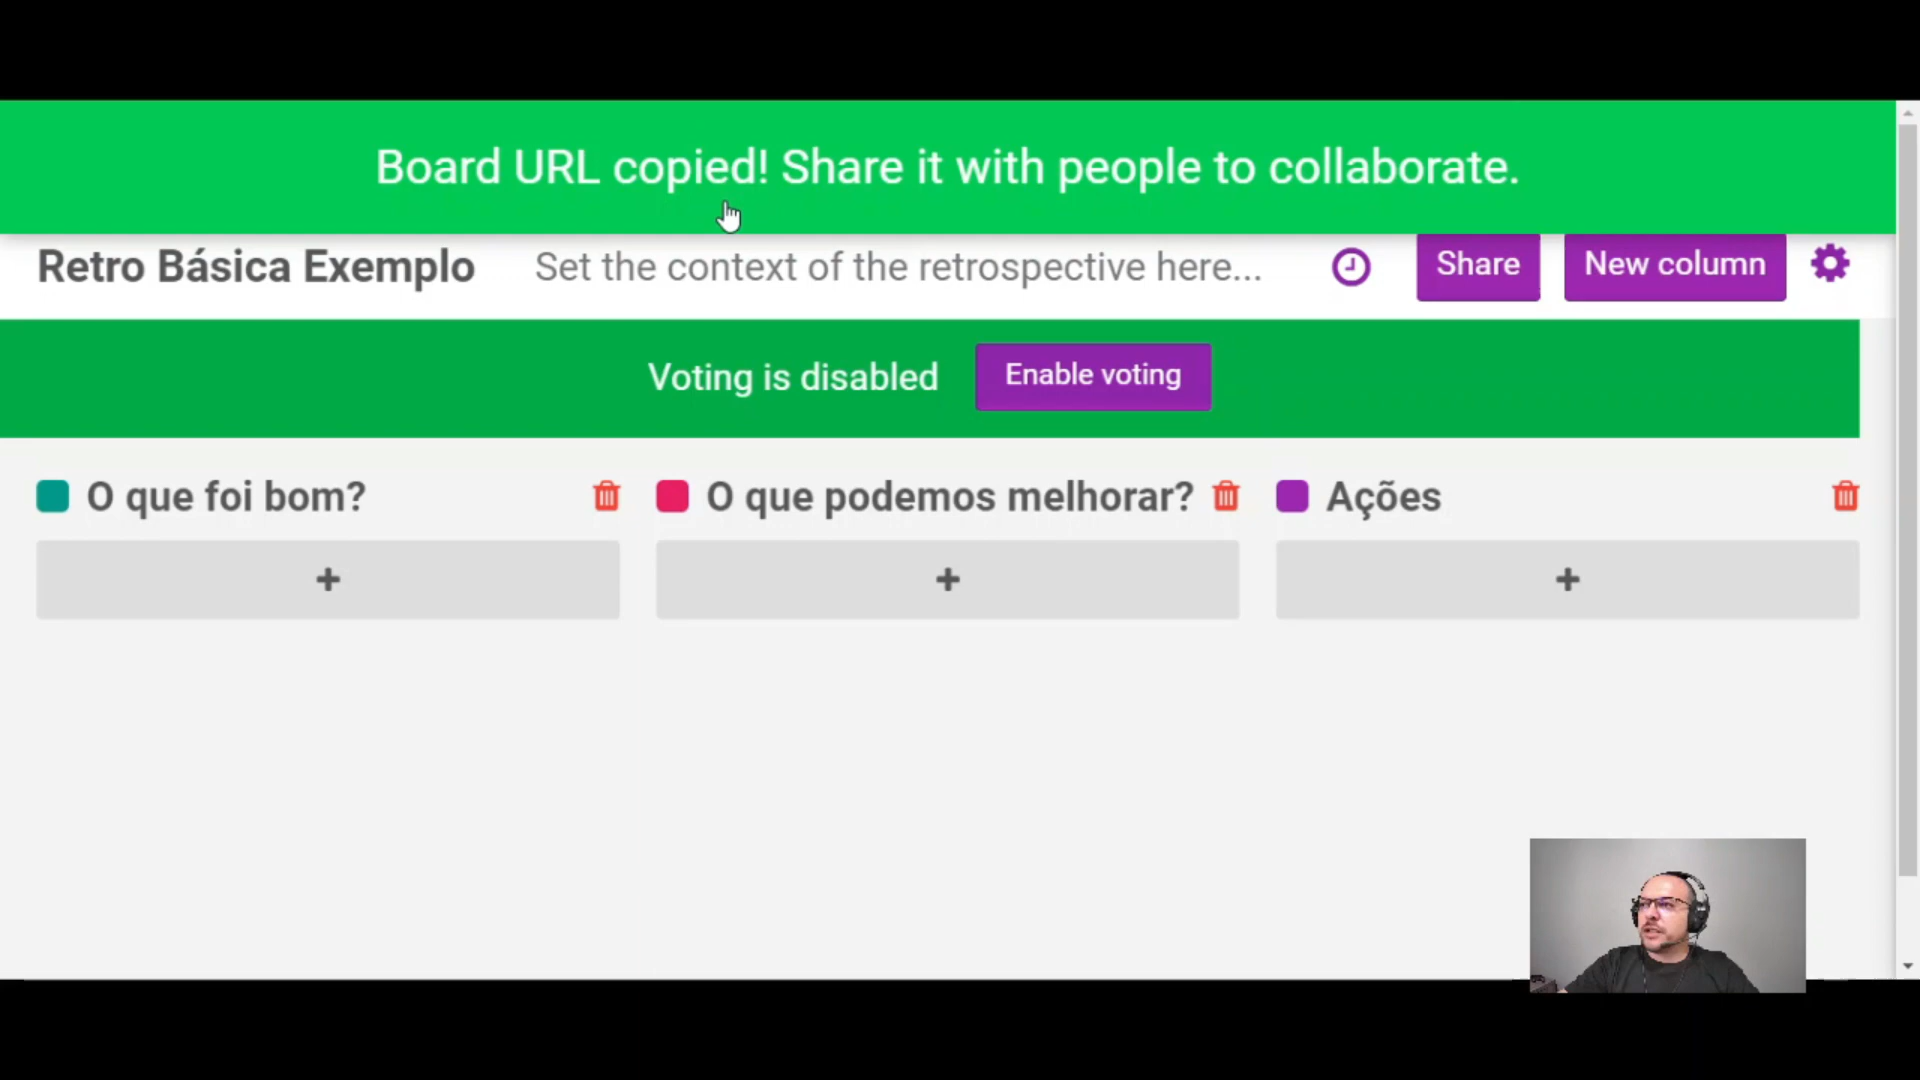 Board URL copied! Share it with people to collaborate.
Retro Básica Exemplo
Set the context of the retrospective here...
Share
New column
Voting is disabled
Enable voting
O que foi bom?
O que podemos melhorar?
Ações
+
+
+